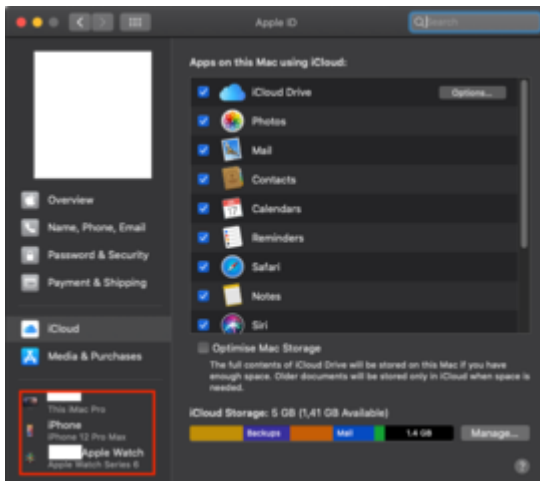 Apple ID
Search
Apps on this Mac using iCloud:
iCloud Drive
Options...
Photos
Mail
Contacts
Calendars
Reminders
Safari
Notes
Siri
Overview
Name, Phone, Email
Password & Security
Payment & Shipping
iCloud
Media & Purchases
This iMac Pro
iPhone
iPhone 12 Pro Max
Apple Watch
Apple Watch Series 6
Optimise Mac Storage
The full contents of iCloud Drive will be stored on this Mac if you have
enough space. Older documents will be stored only in iCloud when space is
needed.
iCloud Storage: 5 GB (1,41 GB Available)
Backups
Mail
1.4 GB
Manage...